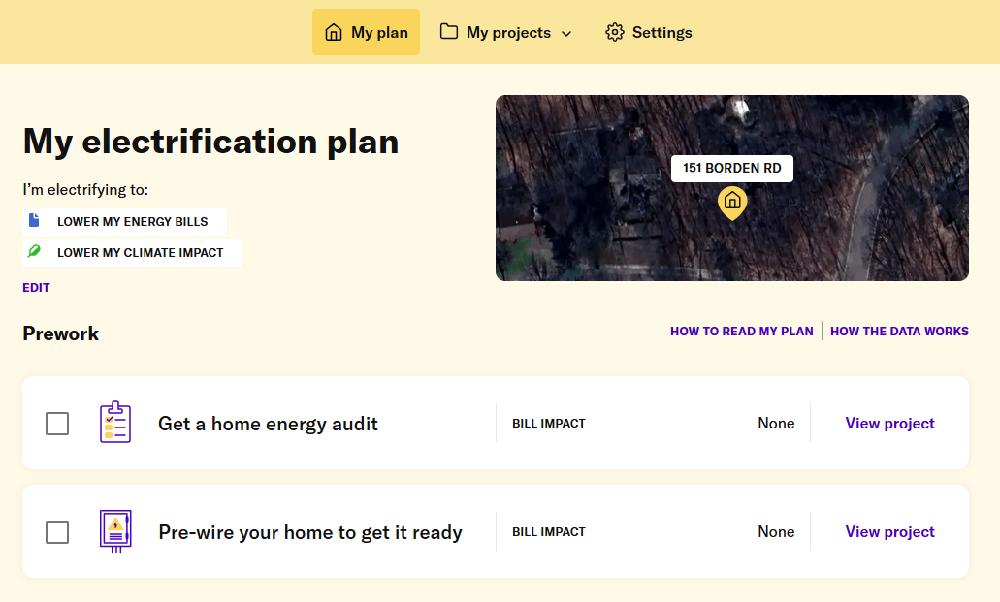 My plan
My projects
Settings
My electrification plan
I'm electrifying to:
LOWER MY ENERGY BILLS
LOWER MY CLIMATE IMPACT
EDIT
151 BORDEN RD
Prework
HOW TO READ MY PLAN
HOW THE DATA WORKS
Get a home energy audit
BILL IMPACT
None
View project
Pre-wire your home to get it ready
BILL IMPACT
None
View project